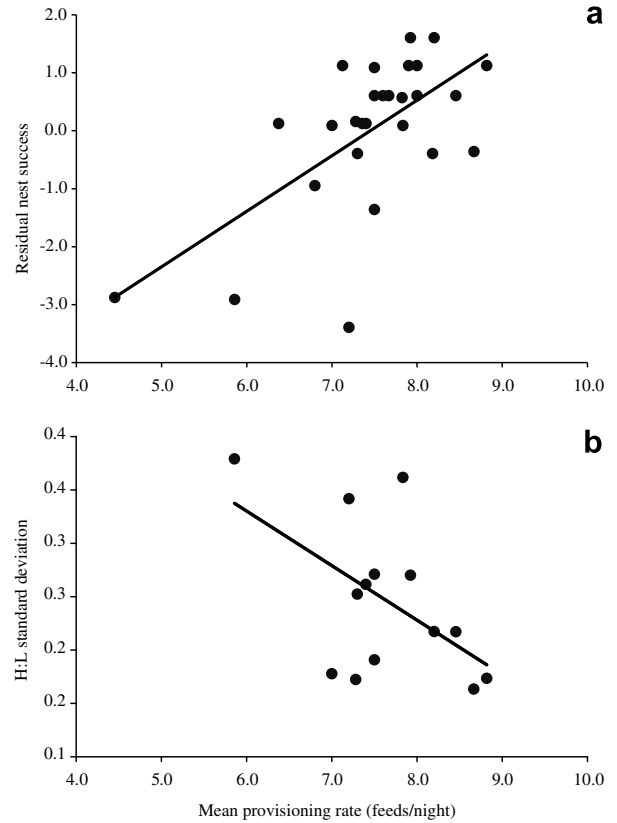 a
2.0
1.0
0.0
-1.0
-2.0
-3.0
-4.0
Residual nest success
4.0 5.0 6.0 7.0 8.0 9.0 10.0
b
0.4
0.4
0.3
0.3
0.2
0.2
0.1
H:L standard deviation
4.0 5.0 6.0 7.0 8.0 9.0 10.0
Mean provisioning rate (feeds/night)